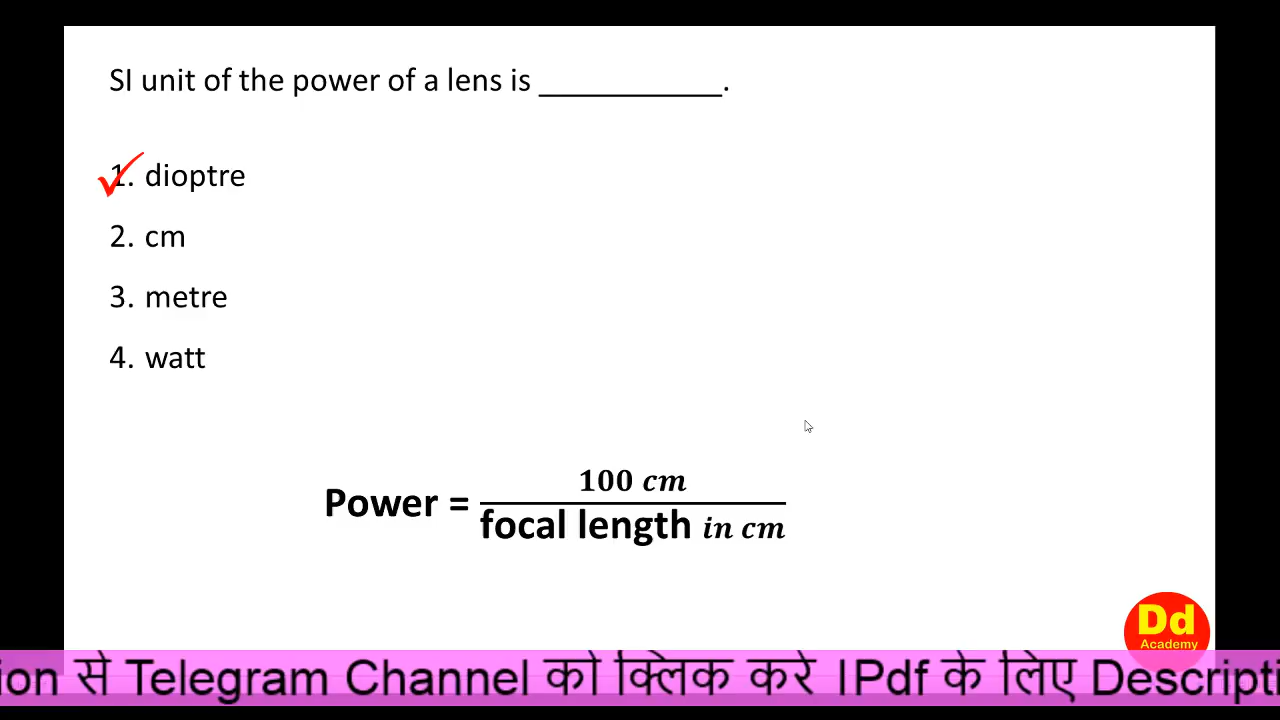 SI unit of the power of a lens is ___________.
1. dioptre
2. cm
3. metre
4. watt
Power = 100 cm
focal length in cm
Dd
Academy
ion से Telegram Channel को क्लिक करे ।Pdf के लिए Descripti